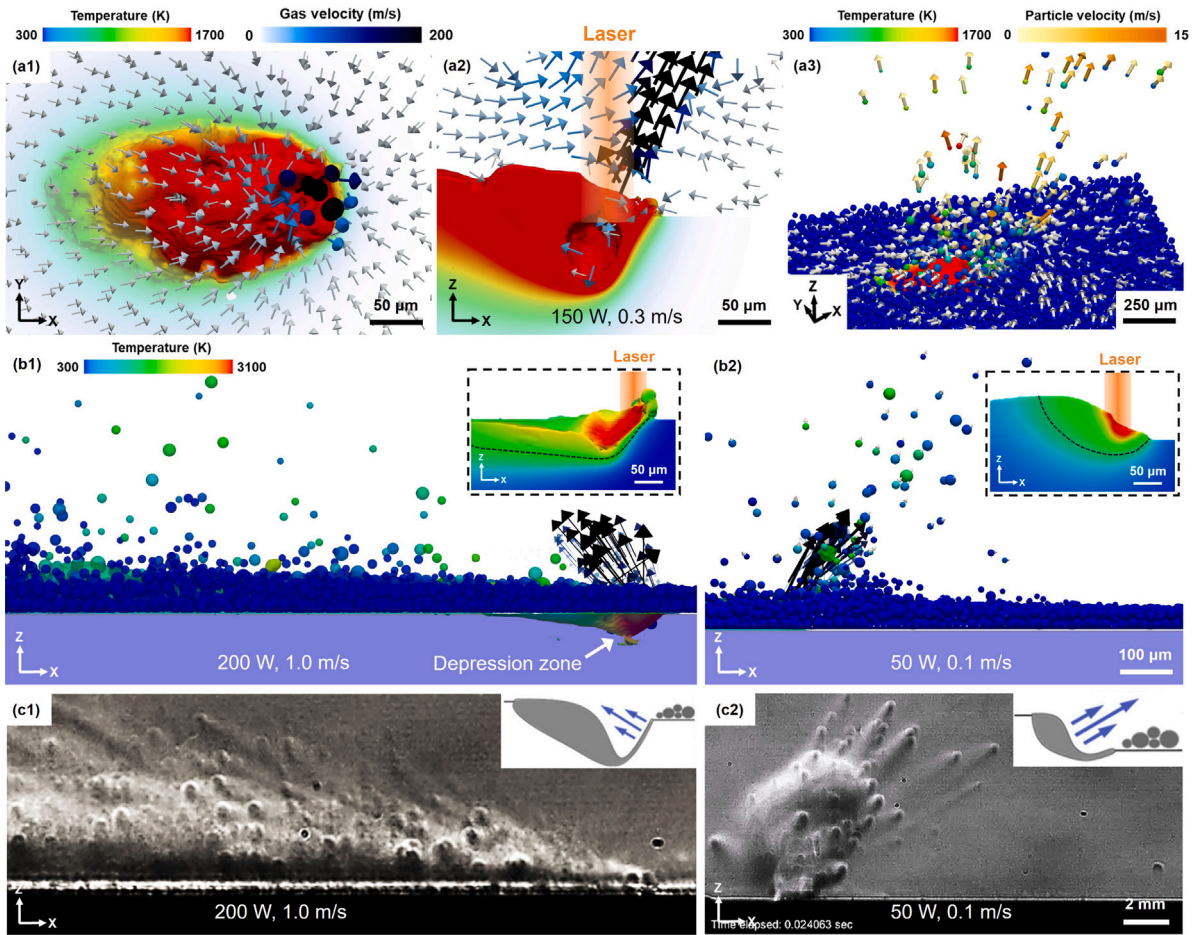 Temperature (K) Gas velocity (m/s) Temperature (K) Particle velocity (m/s)
300 1700 0 200 300 1700 0 15
Laser
(a1) (a2) (a3)
Y Z Z
X X Y X
50 µm 150 W, 0.3 m/s 50 µm 250 µm
(b1) Temperature (K) Laser (b2) Laser
300 3100
Z 50 µm Z 50 µm
X X
Z 200 W, 1.0 m/s Depression zone Z 50 W, 0.1 m/s 100 µm
X X
(c1) (c2)
Z Z
X 200 W, 1.0 m/s X 50 W, 0.1 m/s 2 mm
Time elapsed: 0.024063 sec